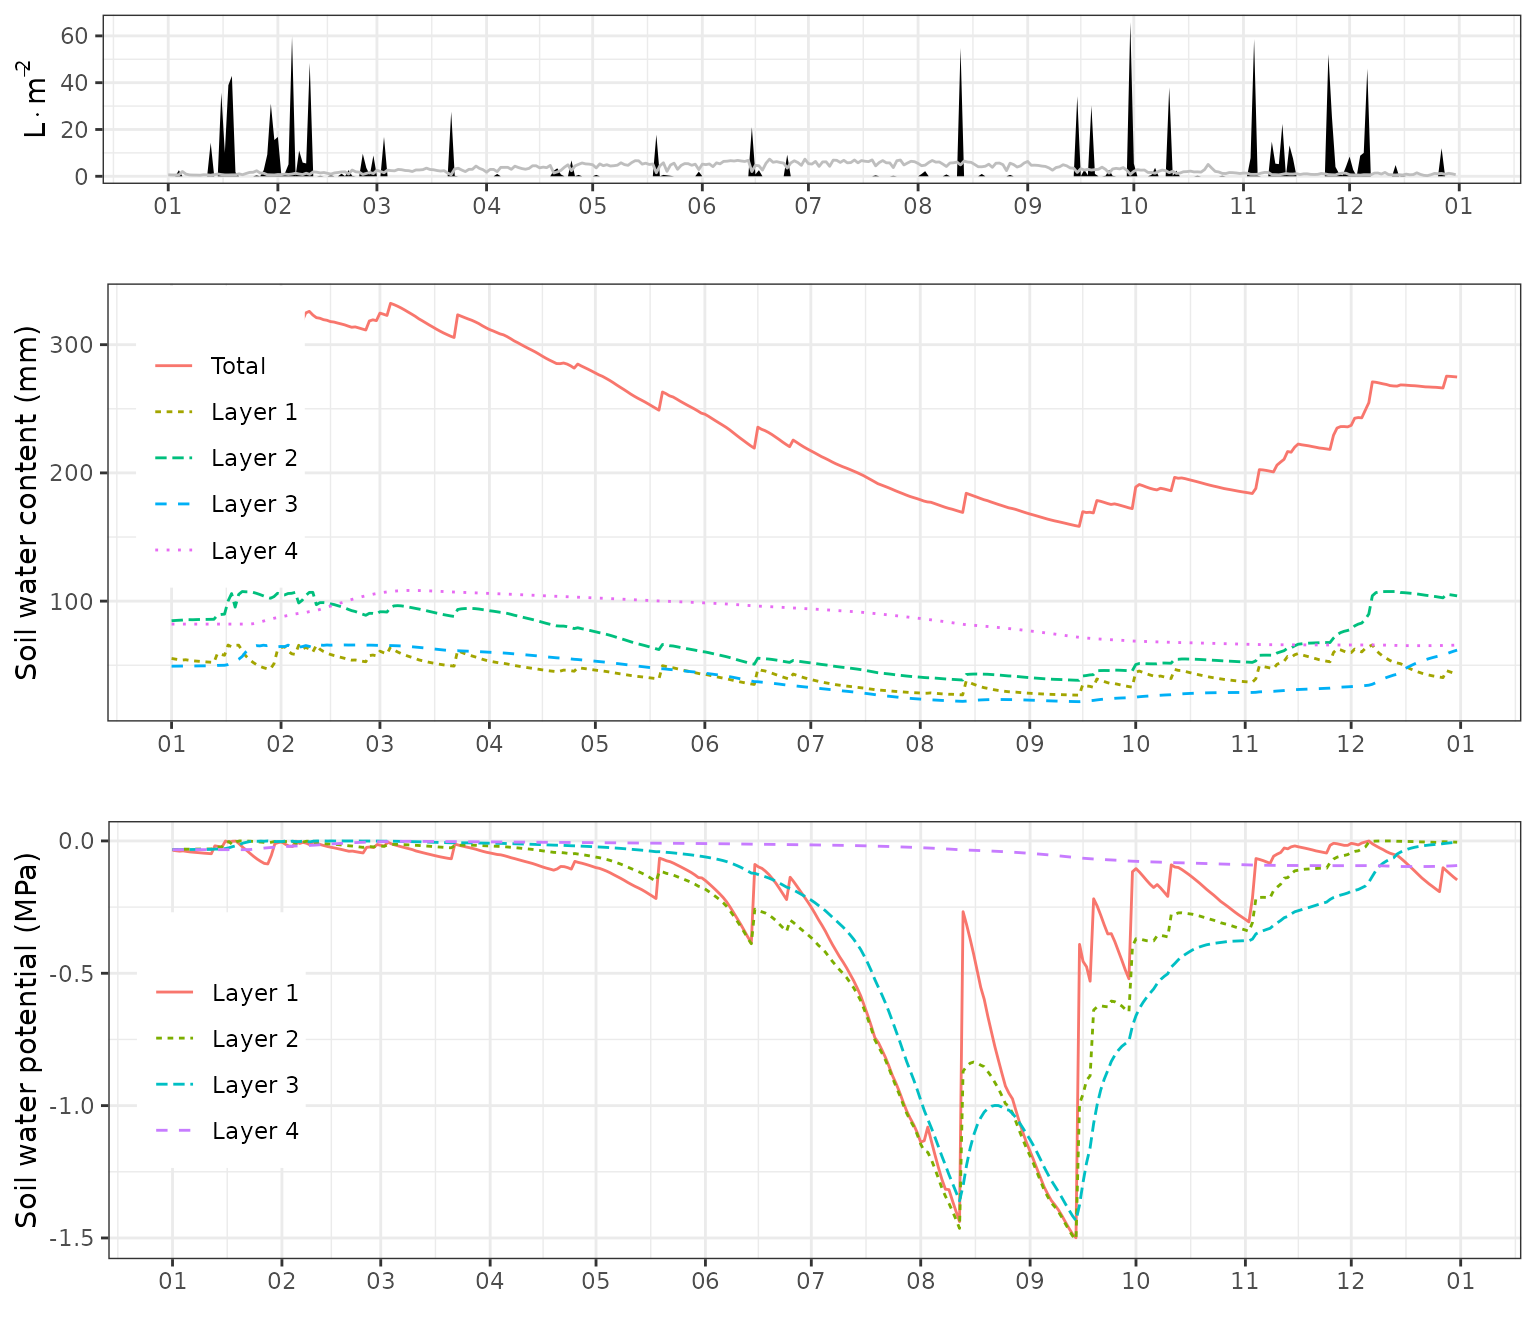 L · m⁻²
60
40
20
0
01 02 03 04 05 06 07 08 09 10 11 12 01
Soil water content (mm)
300
200
100
Total
Layer 1
Layer 2
Layer 3
Layer 4
01 02 03 04 05 06 07 08 09 10 11 12 01
Soil water potential (MPa)
0.0
-0.5
-1.0
-1.5
Layer 1
Layer 2
Layer 3
Layer 4
01 02 03 04 05 06 07 08 09 10 11 12 01